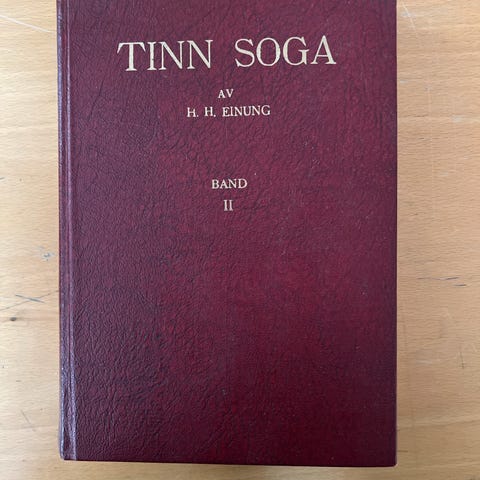 TINN SOGA
AV
H. H. EINUNG
BAND
II